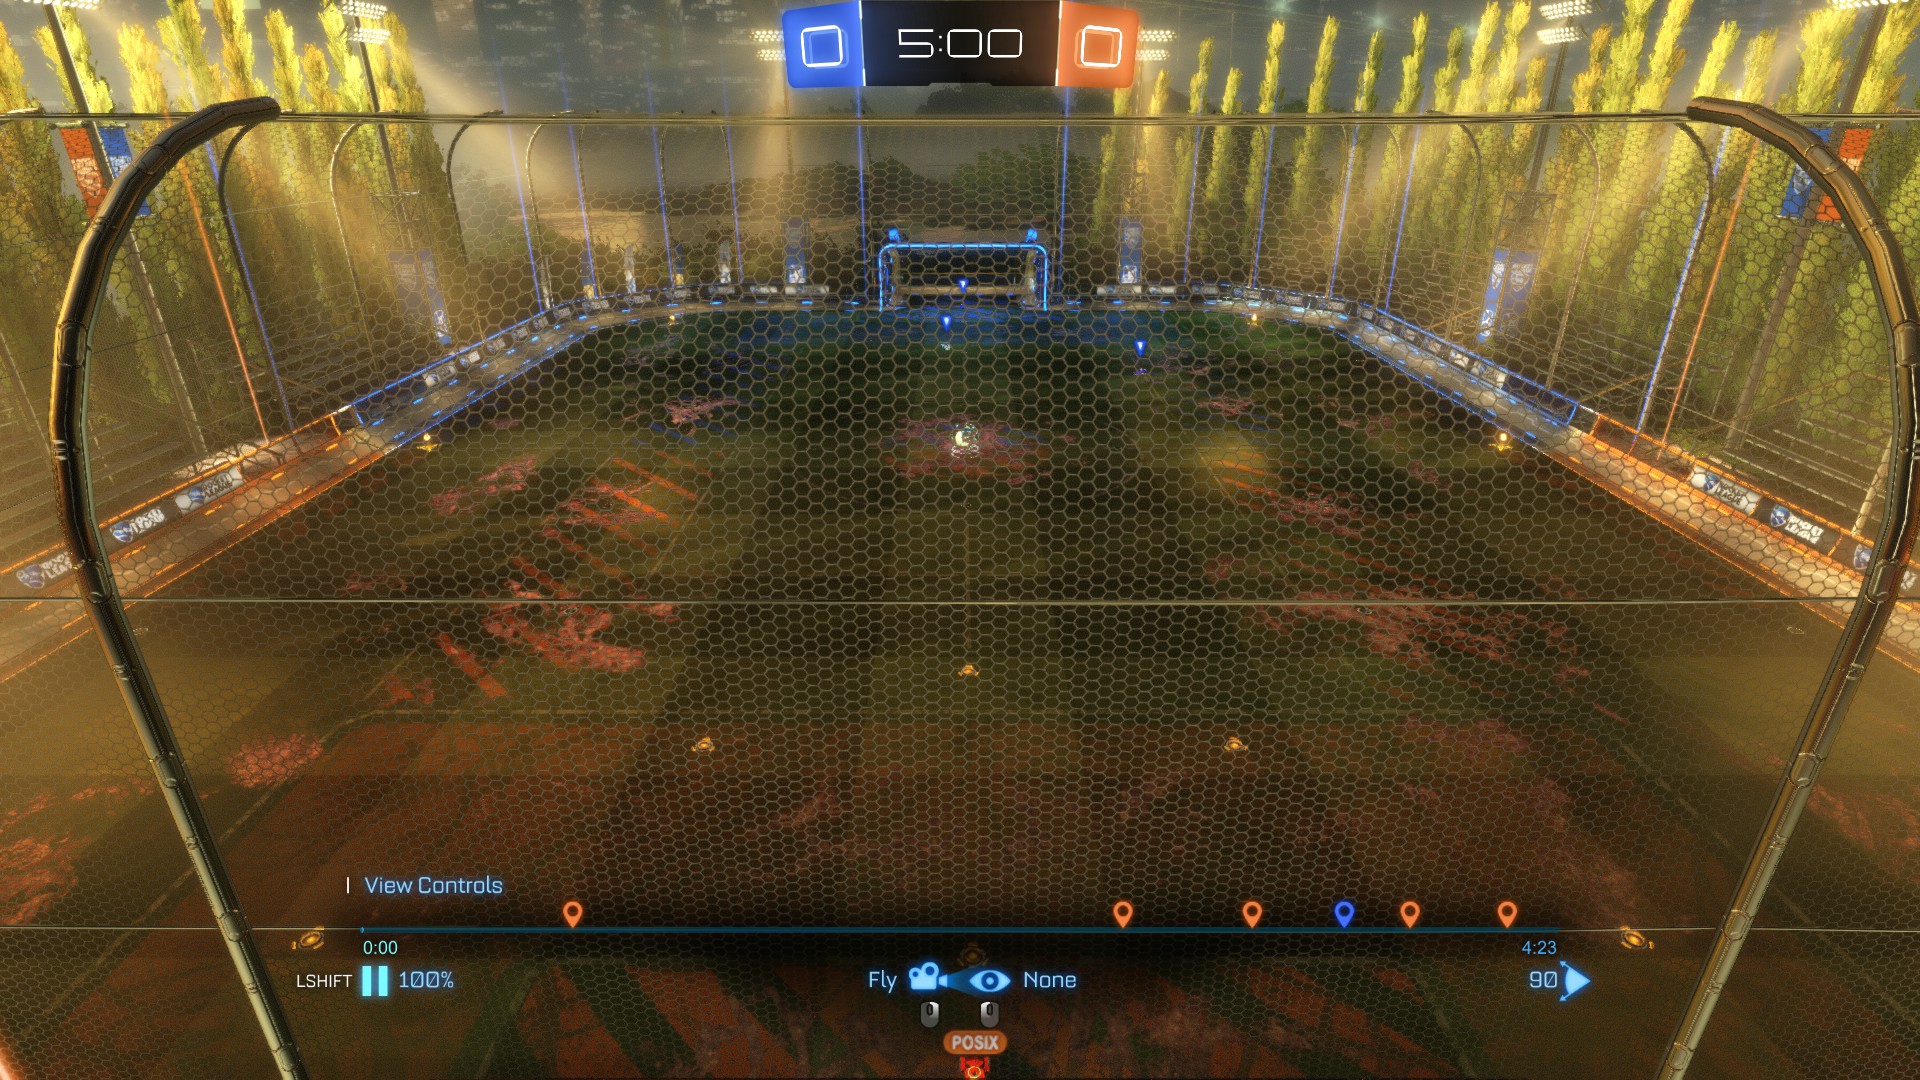 0 5:00 0
View Controls
0:00
4:23
LSHIFT 100%
Fly
None
90
POSIX